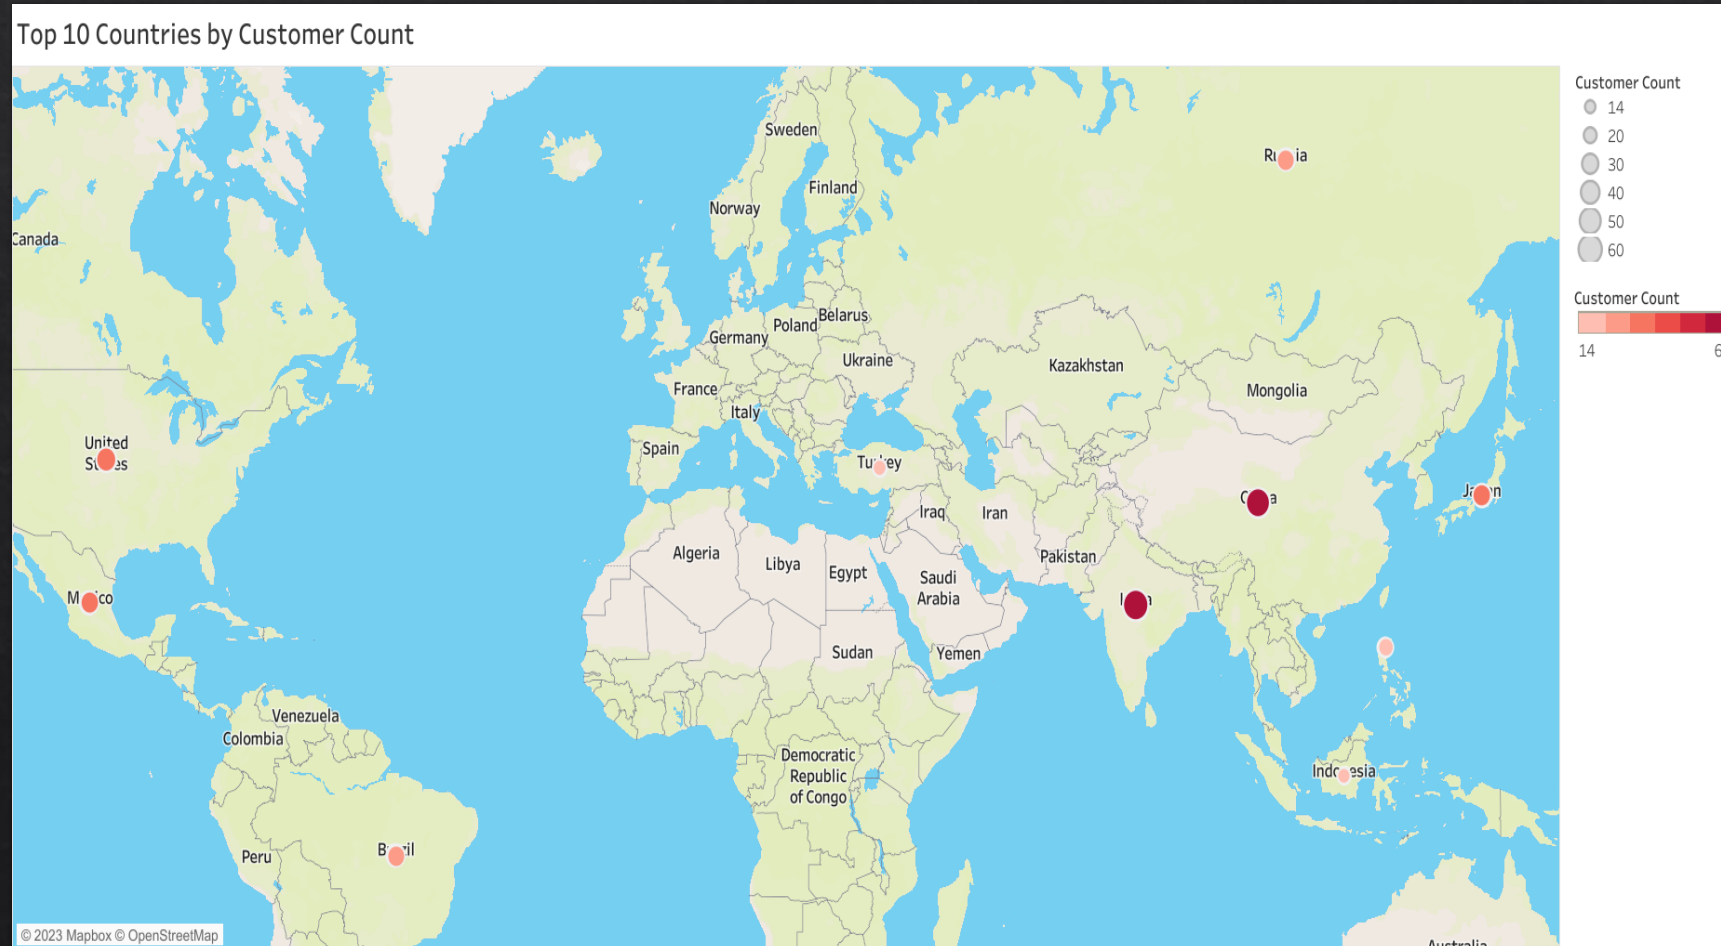 Top 10 Countries by Customer Count
Customer Count
14
20
30
40
50
60
Customer Count
14
6
Sweden
Finland
Norway
Canada
Belarus
Poland
Germany
Ukraine
France
Kazakhstan
Mongolia
Italy
United
Spain
Iraq
Iran
Algeria
Libya
Egypt
Pakistan
Saudi
Arabia
Sudan
Yemen
Venezuela
Colombia
Democratic
Republic
of Congo
Peru
Australia
© 2023 Mapbox © OpenStreetMap